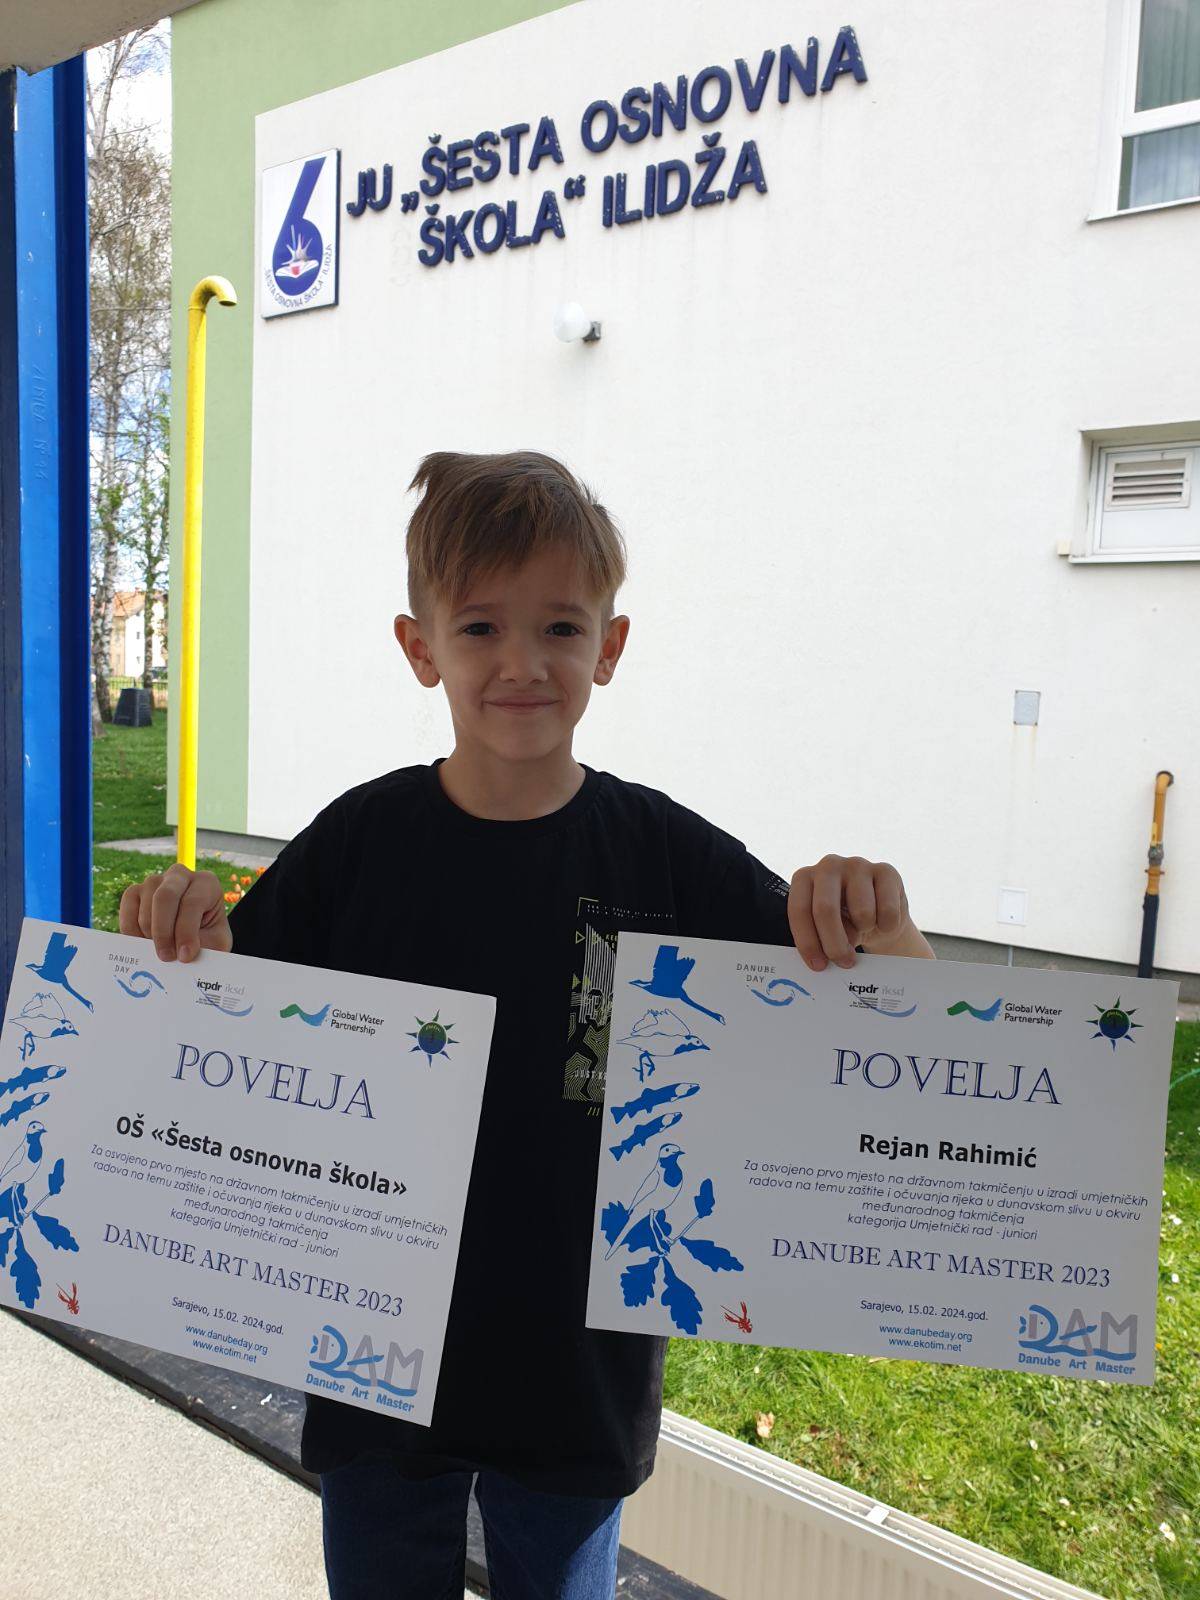 JU „ŠESTA OSNOVNA
ŠKOLA“ ILIDŽA
6
ŠESTA OSNOVNA ŠKOLA ILIDŽA
DANUBE
DAY
icpdr iksd
Global Water
Partnership
POVELJA
OŠ «Šesta osnovna škola»
Za osvojeno prvo mjesto na državnom takmičenju u izradi umjetničkih
radova na temu zaštite i očuvanja rijeka u dunavskom slivu u okviru
međunarodnog takmičenja
kategorija Umjetnički rad - juniori
DANUBE ART MASTER 2023
Sarajevo, 15.02. 2024.god.
www.danubeday.org
www.ekotim.net
DAM
Danube Art Master
DANUBE
DAY
icpdr iksd
Global Water
Partnership
POVELJA
Rejan Rahimić
Za osvojeno prvo mjesto na državnom takmičenju u izradi umjetničkih
radova na temu zaštite i očuvanja rijeka u dunavskom slivu u okviru
međunarodnog takmičenja
kategorija Umjetnički rad - juniori
DANUBE ART MASTER 2023
Sarajevo, 15.02. 2024.god.
www.danubeday.org
www.ekotim.net
DAM
Danube Art Master